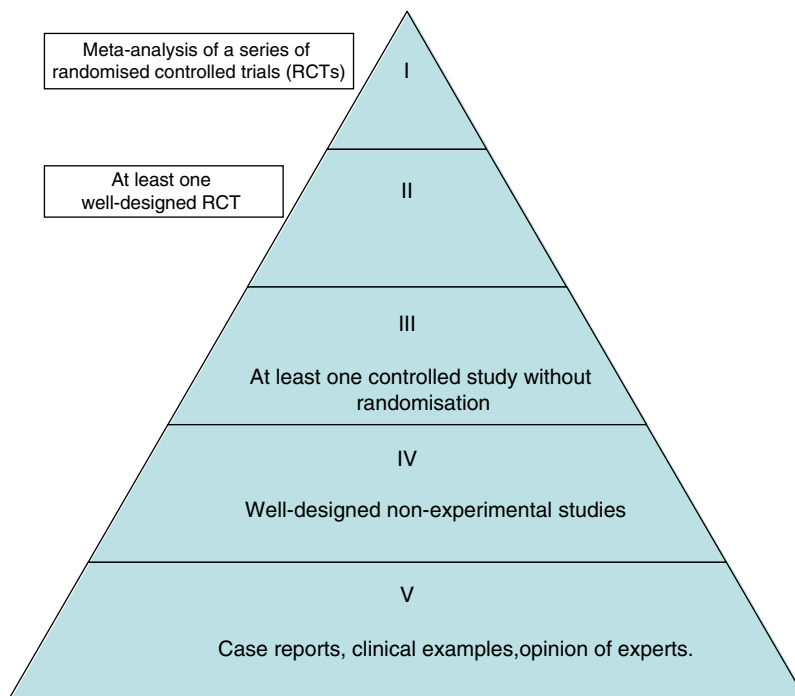 Meta-analysis of a series of
randomised controlled trials (RCTs)
I
At least one
well-designed RCT
II
III
At least one controlled study without
randomisation
IV
Well-designed non-experimental studies
V
Case reports, clinical examples,opinion of experts.